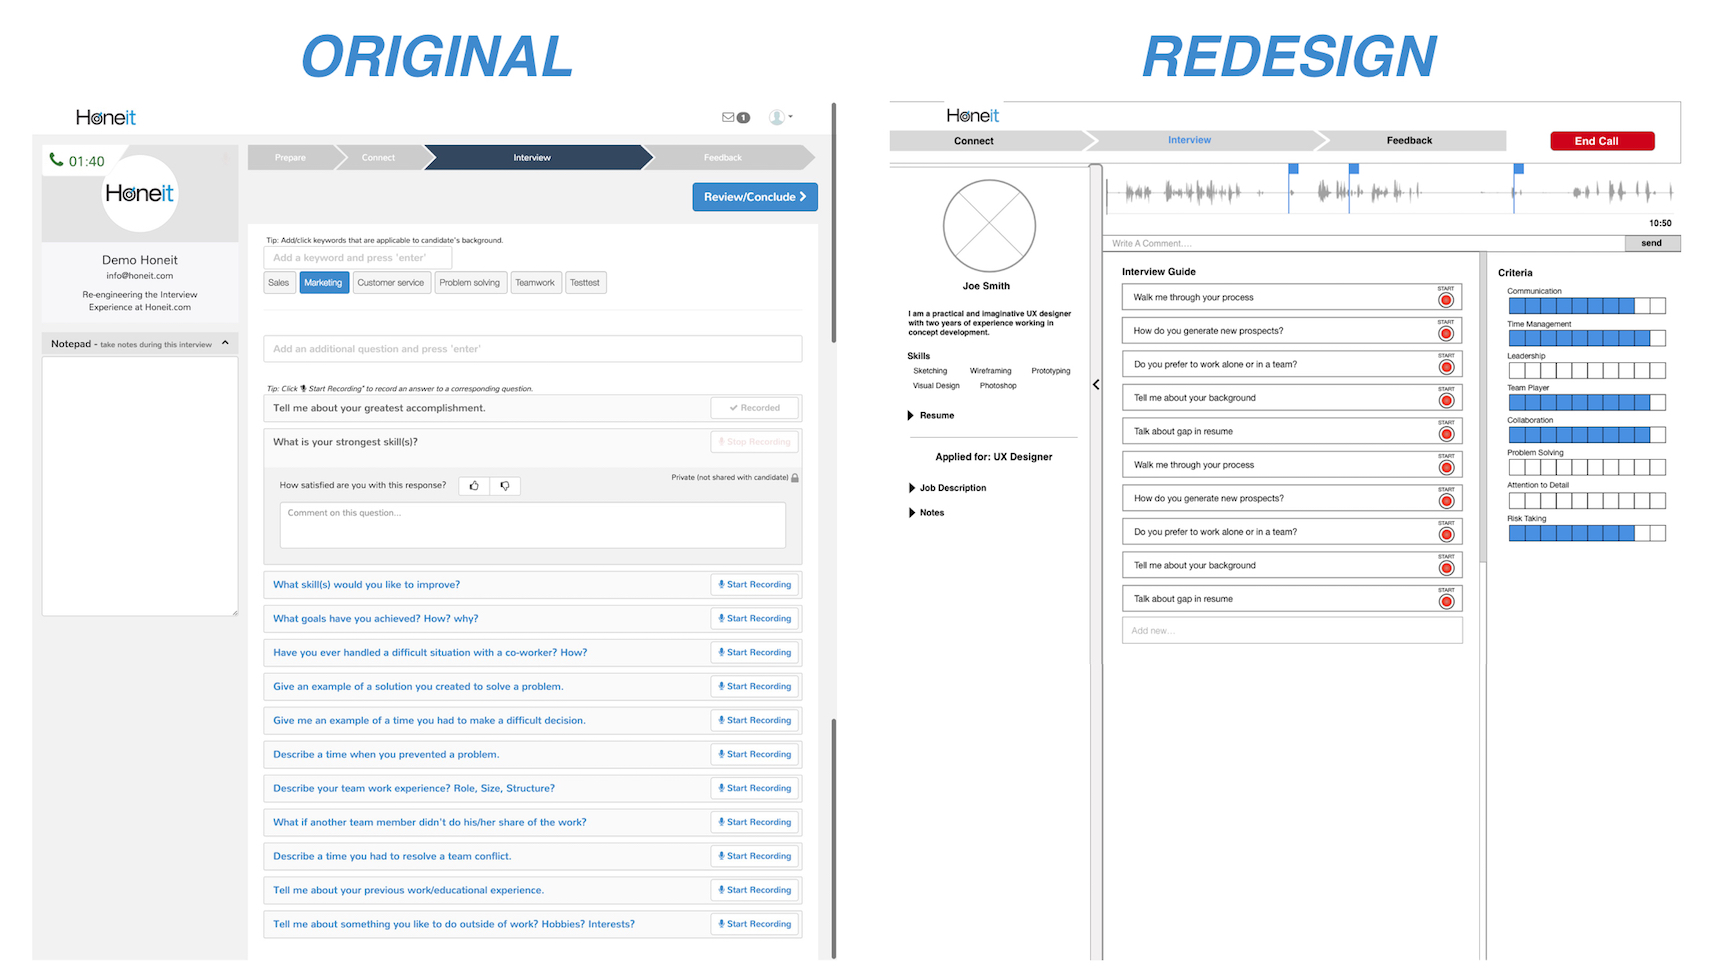 ORIGINAL
Honeit
1
01:40
Honeit
Demo Honeit
info@honeit.com
Re-engineering the Interview
Experience at Honeit.com
Notepad - take notes during this interview
Prepare
Connect
Interview
Feedback
Review/Conclude
Tip: Add/click keywords that are applicable to candidate's background.
Add a keyword and press 'enter'
Sales
Marketing
Customer service
Problem solving
Teamwork
Testtest
Add an additional question and press 'enter'
Tip: Click Start Recording" to record an answer to a corresponding question.
Tell me about your greatest accomplishment.
Recorded
What is your strongest skill(s)?
Stop Recording
How satisfied are you with this response?
Private (not shared with candidate)
Comment on this question...
What skill(s) would you like to improve?
Start Recording
What goals have you achieved? How? why?
Start Recording
Have you ever handled a difficult situation with a co-worker? How?
Start Recording
Give an example of a solution you created to solve a problem.
Start Recording
Give me an example of a time you had to make a difficult decision.
Start Recording
Describe a time when you prevented a problem.
Start Recording
Describe your team work experience? Role, Size, Structure?
Start Recording
What if another team member didn't do his/her share of the work?
Start Recording
Describe a time you had to resolve a team conflict.
Start Recording
Tell me about your previous work/educational experience.
Start Recording
Tell me about something you like to do outside of work? Hobbies? Interests?
Start Recording
REDESIGN
Honeit
Connect
Interview
Feedback
End Call
Joe Smith
I am a practical and imaginative UX designer
with two years of experience working in
concept development.
Skills
Sketching
Wireframing
Prototyping
Visual Design
Photoshop
Resume
Applied for: UX Designer
Job Description
Notes
10:50
Write A Comment....
send
Interview Guide
Walk me through your process
START
How do you generate new prospects?
START
Do you prefer to work alone or in a team?
START
Tell me about your background
START
Talk about gap in resume
START
Walk me through your process
START
How do you generate new prospects?
START
Do you prefer to work alone or in a team?
START
Tell me about your background
START
Talk about gap in resume
START
Add new...
Criteria
Communication
Time Management
Leadership
Team Player
Collaboration
Problem Solving
Attention to Detail
Risk Taking